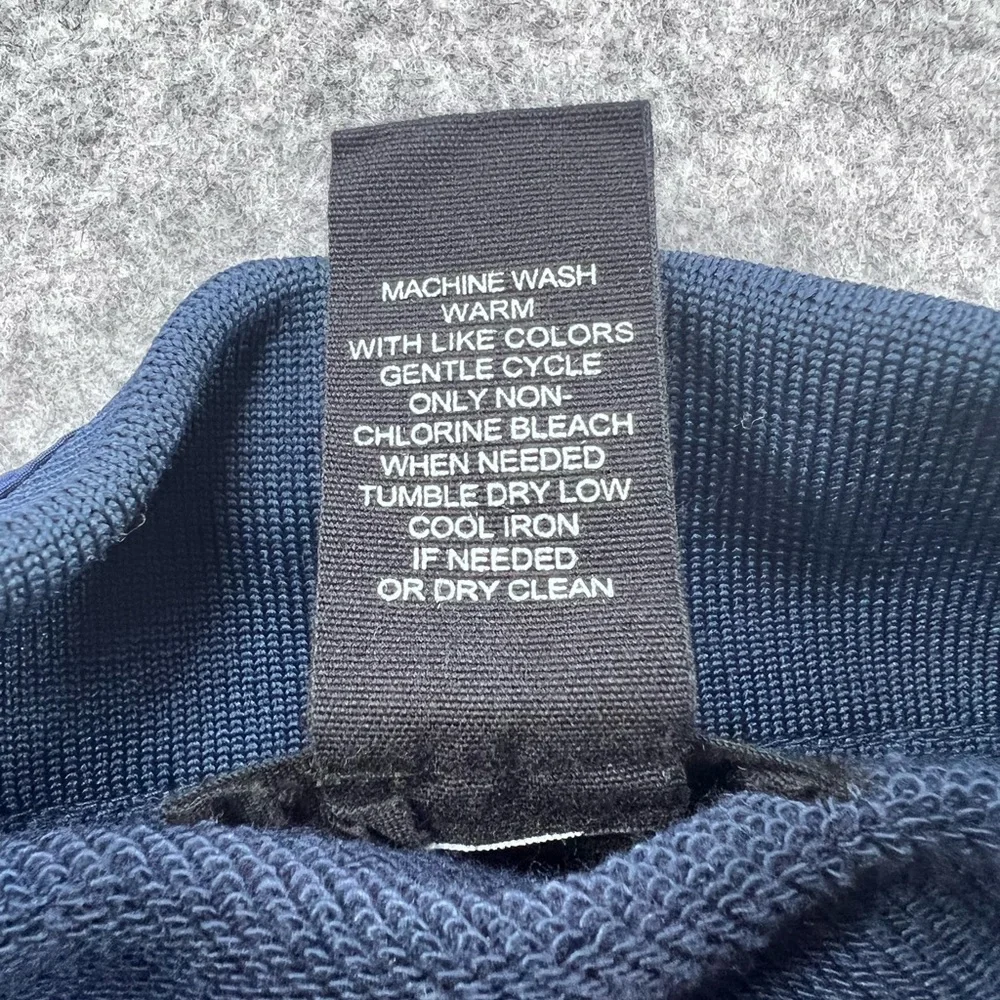 MACHINE WASH
WARM
WITH LIKE COLORS
GENTLE CYCLE
ONLY NON-
CHLORINE BLEACH
WHEN NEEDED
TUMBLE DRY LOW
COOL IRON
IF NEEDED
OR DRY CLEAN